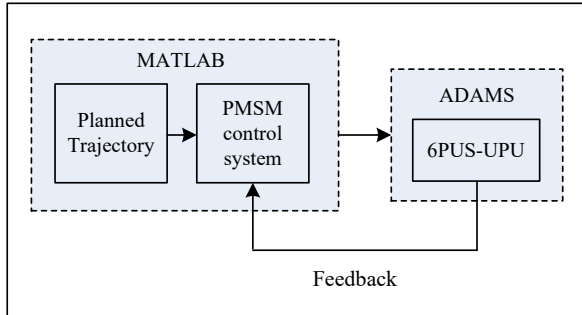 MATLAB
Planned
Trajectory
PMSM
control
system
ADAMS
6PUS-UPU
Feedback